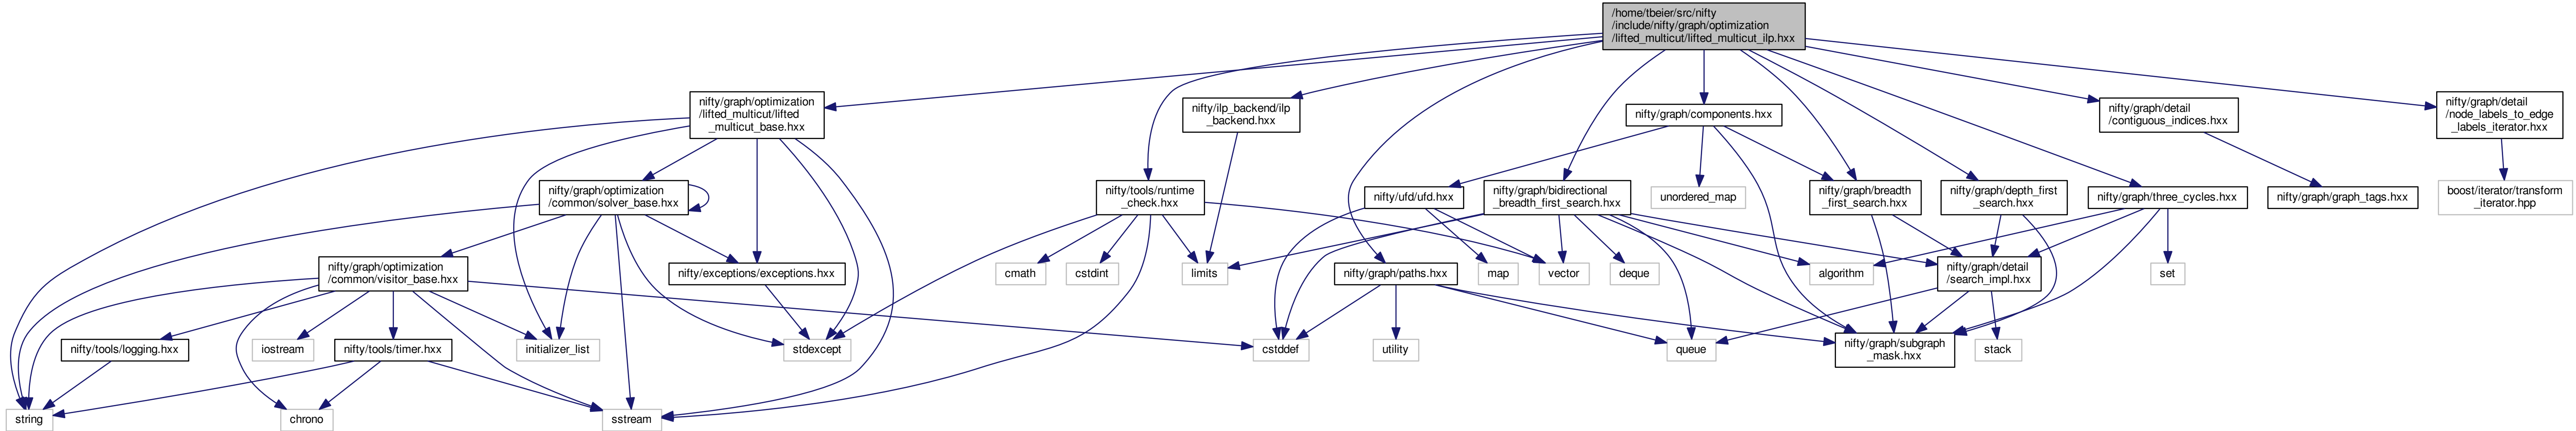 /home/tbeier/src/nifty
/include/nifty/graph/optimization
/lifted_multicut/lifted_multicut_ilp.hxx
nifty/graph/optimization
/lifted_multicut/lifted
_multicut_base.hxx
nifty/ilp_backend/ilp
_backend.hxx
nifty/graph/components.hxx
nifty/graph/detail
/contiguous_indices.hxx
nifty/graph/detail
/node_labels_to_edge
_labels_iterator.hxx
nifty/graph/optimization
/common/solver_base.hxx
nifty/tools/runtime
_check.hxx
nifty/ufd/ufd.hxx
nifty/graph/bidirectional
_breadth_first_search.hxx
unordered_map
nifty/graph/breadth
_first_search.hxx
nifty/graph/depth_first
_search.hxx
nifty/graph/three_cycles.hxx
nifty/graph/graph_tags.hxx
boost/iterator/transform
_iterator.hpp
nifty/graph/optimization
/common/visitor_base.hxx
nifty/exceptions/exceptions.hxx
cmath
cstdint
limits
nifty/graph/paths.hxx
map
vector
deque
algorithm
nifty/graph/detail
/search_impl.hxx
set
nifty/tools/logging.hxx
iostream
nifty/tools/timer.hxx
initializer_list
stdexcept
cstddef
utility
queue
nifty/graph/subgraph
_mask.hxx
stack
string
chrono
sstream